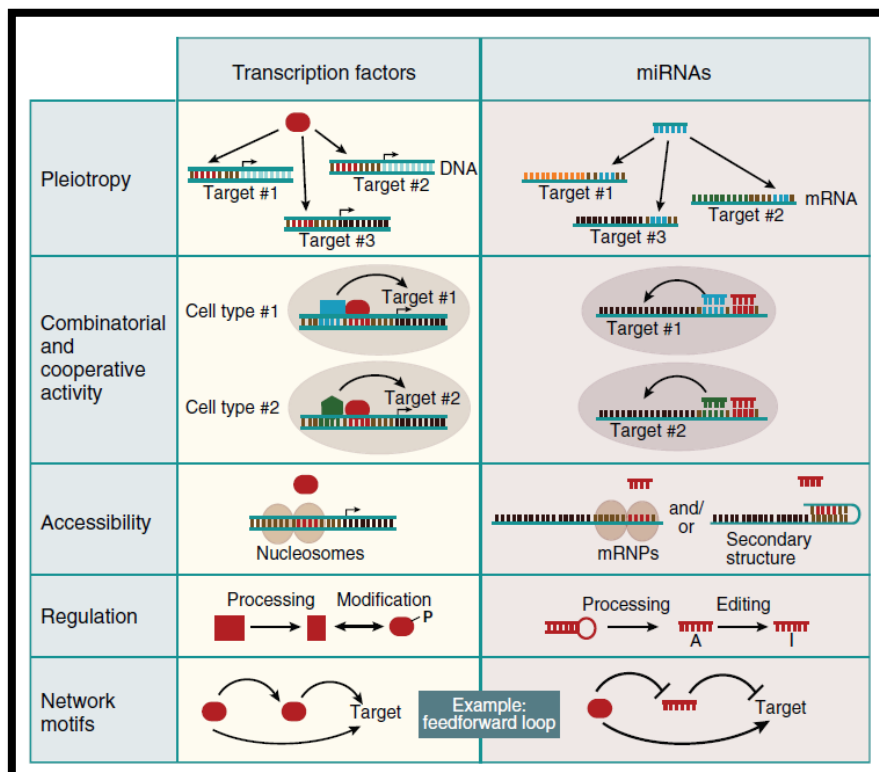 Transcription factors
miRNAs
Pleiotropy
Target #1
Target #2
DNA
Target #3
Target #1
Target #2
mRNA
Target #3
Combinatorial
and
cooperative
activity
Cell type #1
Target #1
Cell type #2
Target #2
Target #1
Target #2
Accessibility
Nucleosomes
mRNPs
and/
or
Secondary
structure
Regulation
Processing
Modification
P
Processing
Editing
A
I
Network
motifs
Target
Example:
feedforward loop
Target